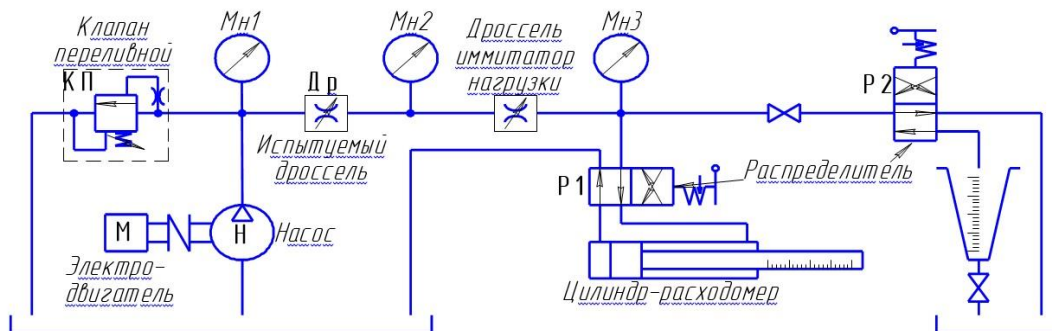 Клапан
переливной
КП
Мн1
Др
Испытуемый
дроссель
Мн2
Дроссель
иммитатор
нагрузки
Мн3
Р2
Распределитель
Р1
М
Н
Насос
Электро-
двигатель
Цилиндр-расходомер